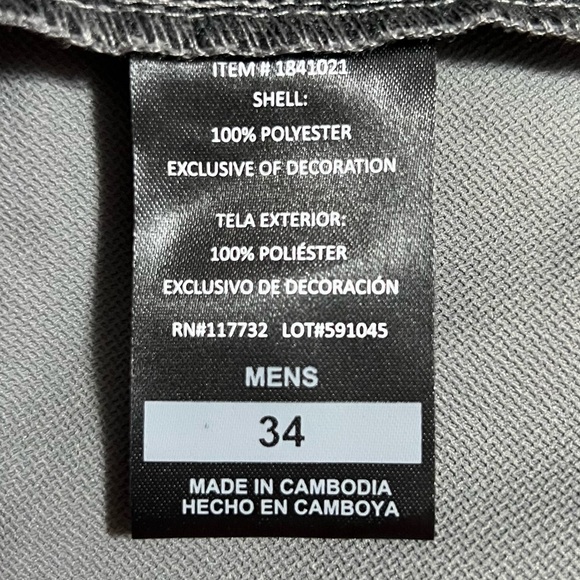 ITEM # 1841021
SHELL:
100% POLYESTER
EXCLUSIVE OF DECORATION
TELA EXTERIOR:
100% POLIÉSTER
EXCLUSIVO DE DECORACIÓN
RN#117732 LOT#591045
MENS
34
MADE IN CAMBODIA
HECHO EN CAMBOYA